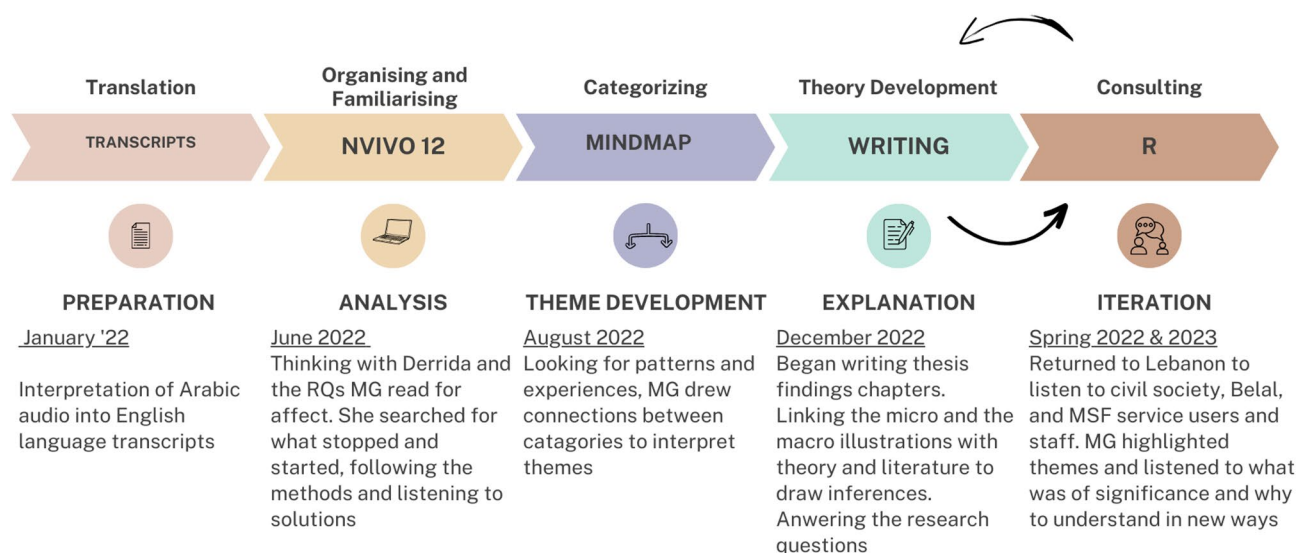 Translation
Organising and
Familiarising
Categorizing
Theory Development
Consulting
TRANSCRIPTS
NVIVO 12
MINDMAP
WRITING
R
PREPARATION
January '22
Interpretation of Arabic
audio into English
language transcripts
ANALYSIS
June 2022
Thinking with Derrida and
the RQs MG read for
affect. She searched for
what stopped and
started, following the
methods and listening to
solutions
THEME DEVELOPMENT
August 2022
Looking for patterns and
experiences, MG drew
connections between
catagories to interpret
themes
EXPLANATION
December 2022
Began writing thesis
findings chapters.
Linking the micro and the
macro illustrations with
theory and literature to
draw inferences.
Anwering the research
questions
ITERATION
Spring 2022 & 2023
Returned to Lebanon to
listen to civil society, Belal,
and MSF service users and
staff. MG highlighted
themes and listened to what
was of significance and why
to understand in new ways